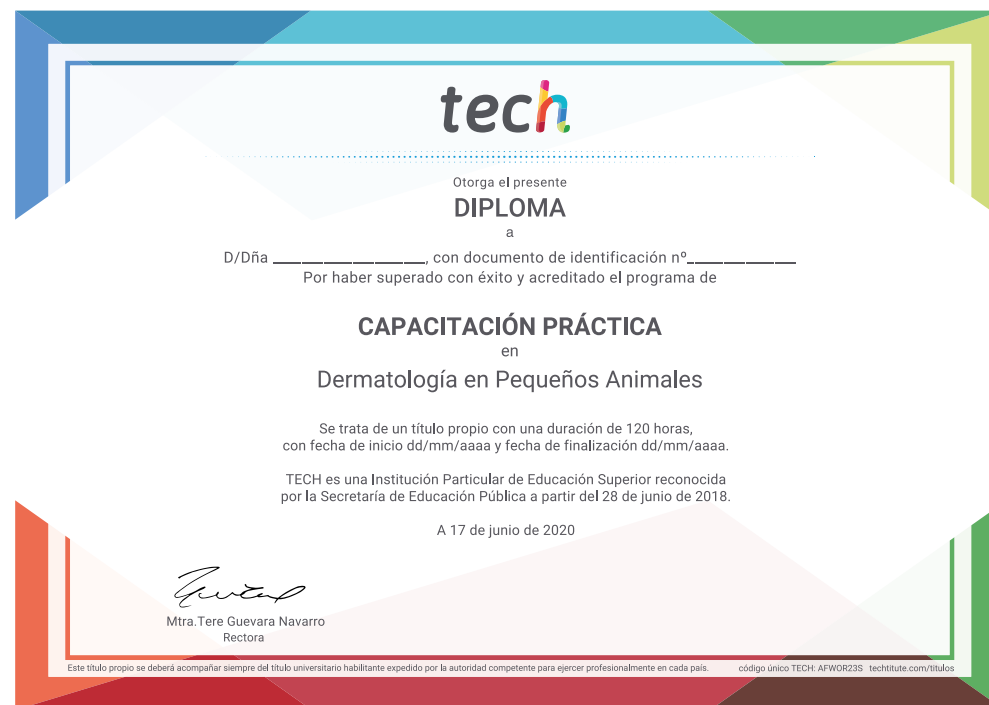 tech
Otorga el presente
DIPLOMA
a
D/Dña ____________________, con documento de identificación nº______________
Por haber superado con éxito y acreditado el programa de
CAPACITACIÓN PRÁCTICA
en
Dermatología en Pequeños Animales
Se trata de un título propio con una duración de 120 horas,
con fecha de inicio dd/mm/aaaa y fecha de finalización dd/mm/aaaa.
TECH es una Institución Particular de Educación Superior reconocida
por la Secretaría de Educación Pública a partir del 28 de junio de 2018.
A 17 de junio de 2020
Mtra.Tere Guevara Navarro
Rectora
Este título propio se deberá acompañar siempre del título universitario habilitante expedido por la autoridad competente para ejercer profesionalmente en cada país. código único TECH: AFWOR23S techtitute.com/titulos